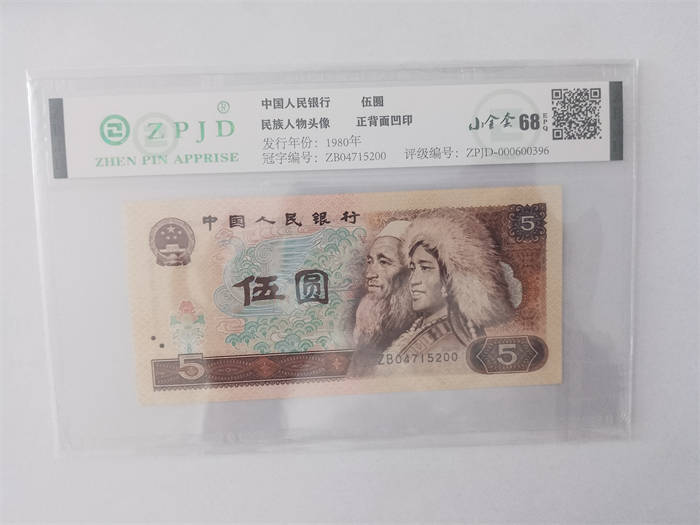 ZPJD ®
ZHEN PIN APPRISE
中国人民银行 伍圆
民族人物头像 正背面凹印
发行年份: 1980年
冠字编号: ZB04715200 评级编号: ZPJD-000600396
68 EPQ
中国人民银行
5
伍圆
5
ZB04715200
5